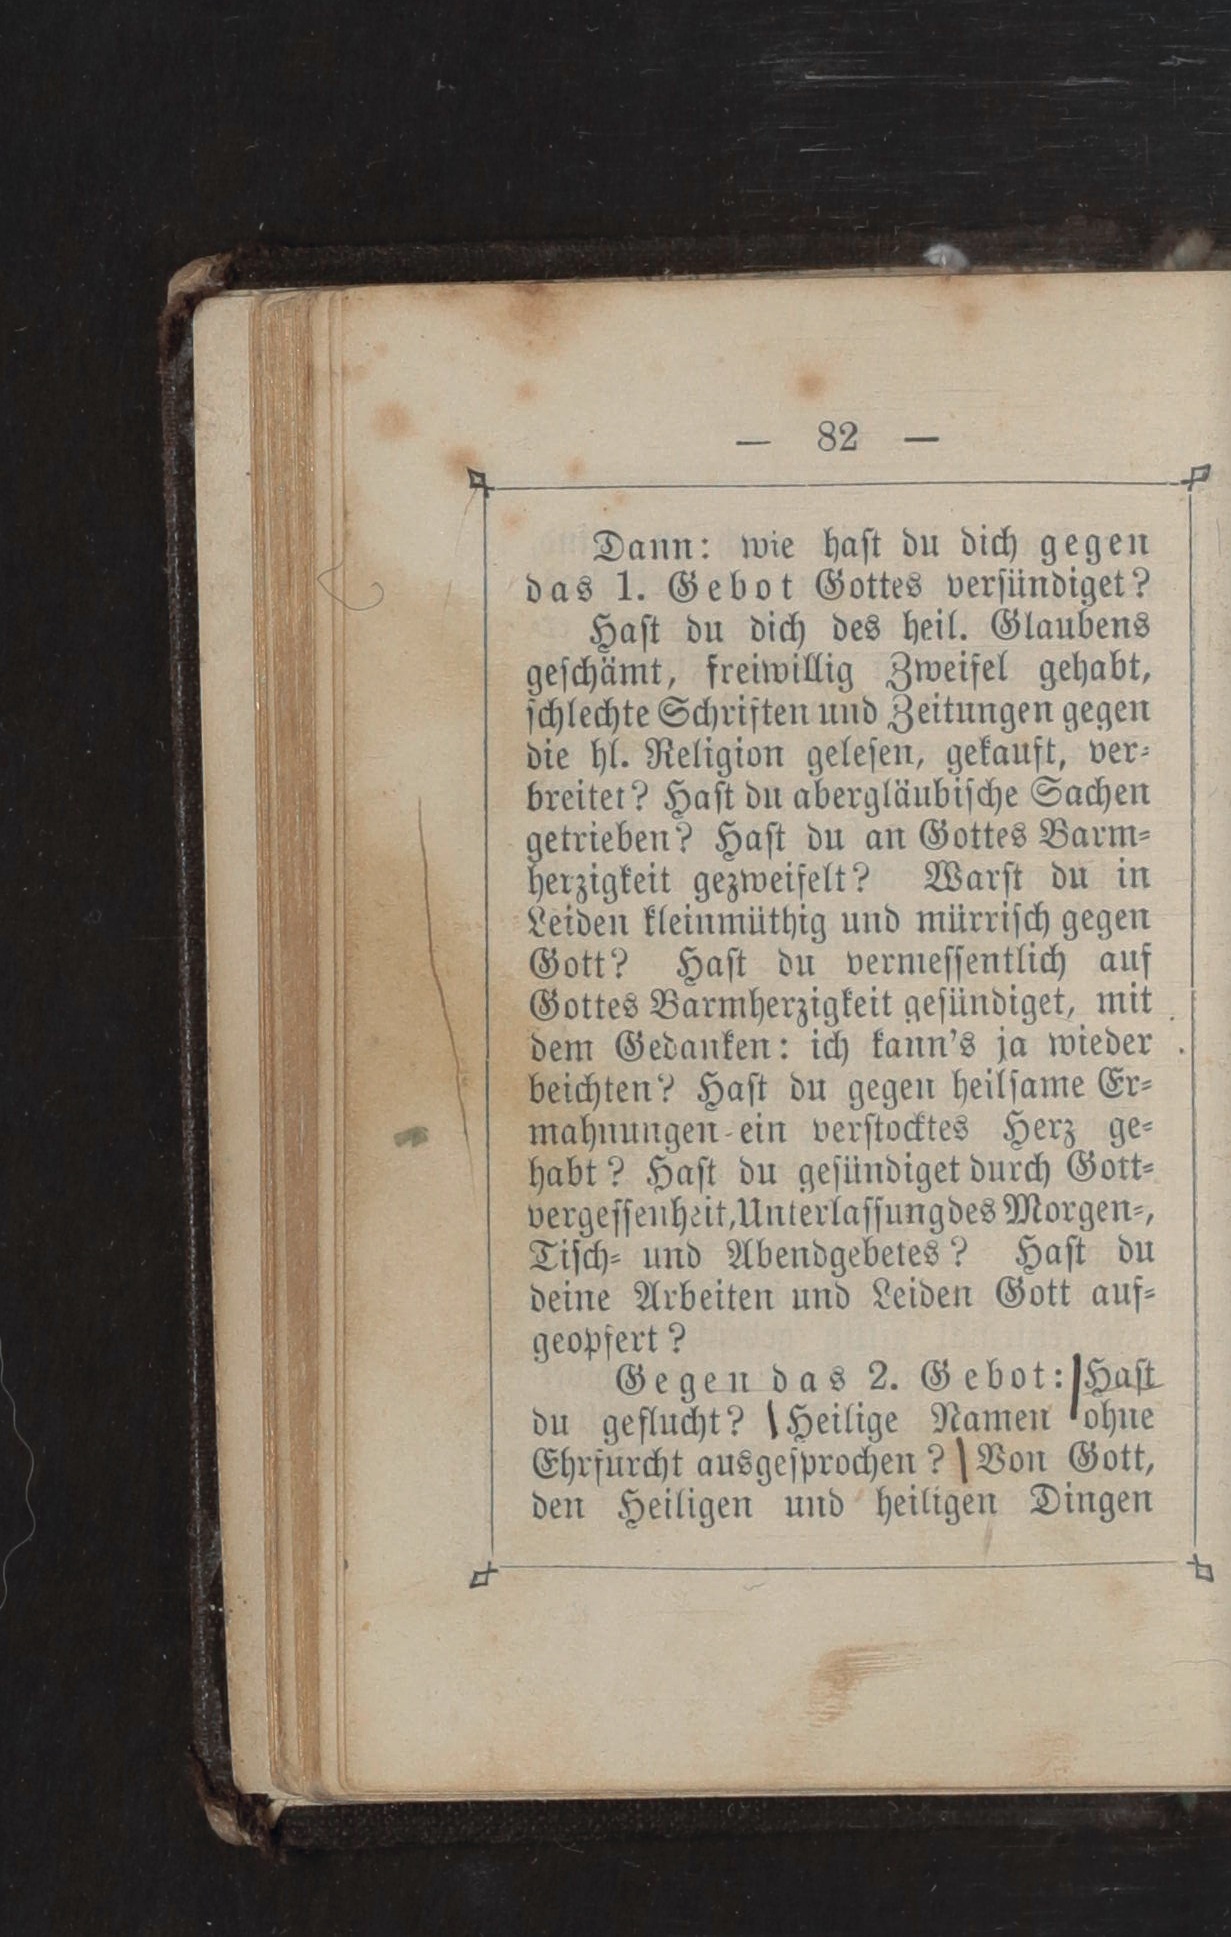 — 82 —
Dann: wie hast du dich gegen
das 1. Gebot Gottes versündiget?
Hast du dich des heil. Glaubens
geschämt, freiwillig Zweifel gehabt,
schlechte Schriften und Zeitungen gegen
die hl. Religion gelesen, gekauft, ver-
breitet? Hast du abergläubische Sachen
getrieben? Hast du an Gottes Barm-
herzigkeit gezweifelt? Warst du in
Leiden kleinmüthig und mürrisch gegen
Gott? Hast du vermessentlich auf
Gottes Barmherzigkeit gesündiget, mit
dem Gedanken: ich kann's ja wieder
beichten? Hast du gegen heilsame Er-
mahnungen ein verstocktes Herz ge-
habt? Hast du gesündiget durch Gott-
vergessenheit, Unterlassung des Morgen-,
Tisch- und Abendgebetes? Hast du
deine Arbeiten und Leiden Gott auf-
geopfert?
Gegen das 2. Gebot: Hast
du geflucht? Heilige Namen ohne
Ehrfurcht ausgesprochen? Von Gott,
den Heiligen und heiligen Dingen